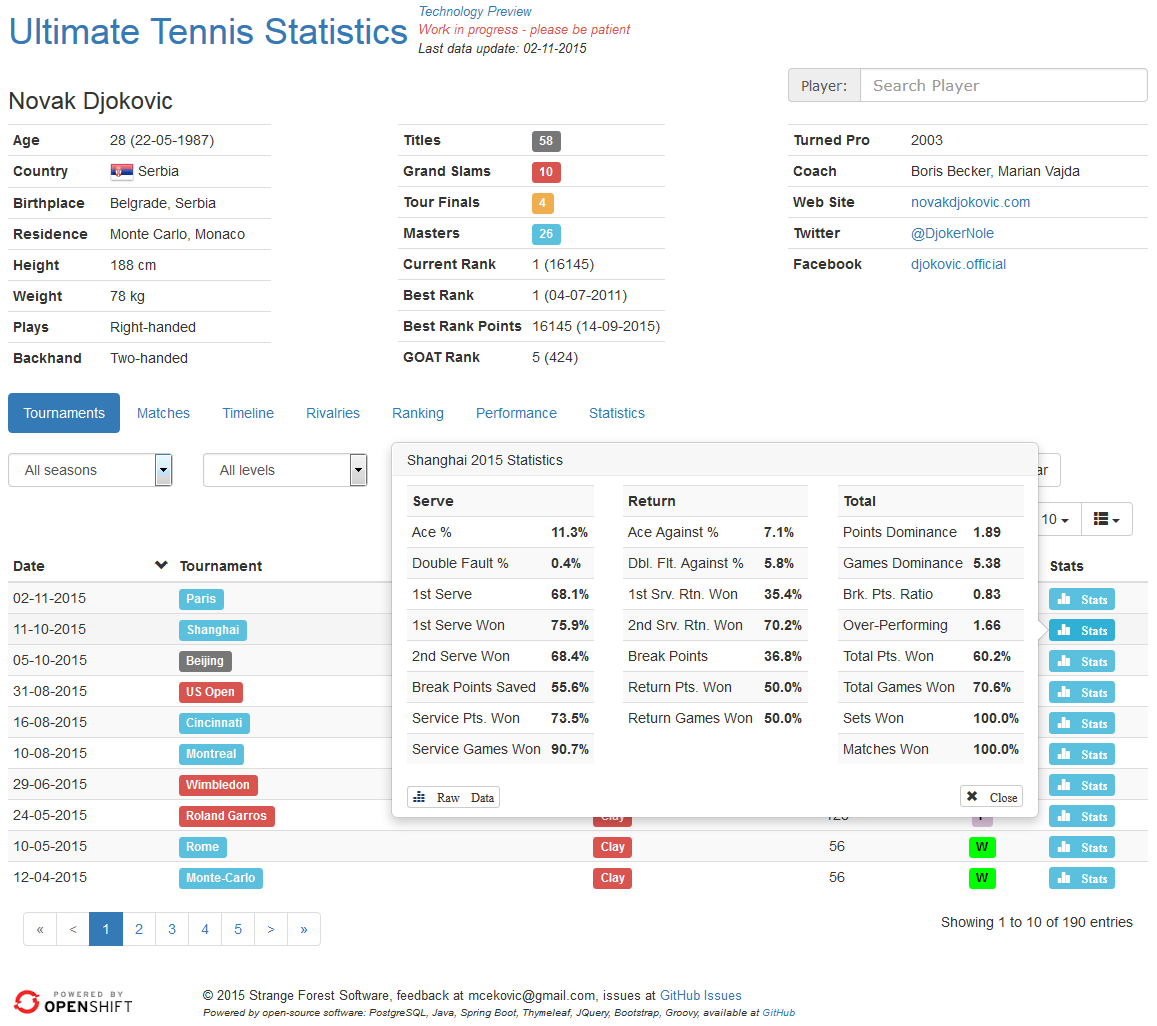 Ultimate Tennis Statistics
Technology Preview
Work in progress - please be patient
Last data update: 02-11-2015
Novak Djokovic
Player: Search Player
Age 28 (22-05-1987)
Country Serbia
Birthplace Belgrade, Serbia
Residence Monte Carlo, Monaco
Height 188 cm
Weight 78 kg
Plays Right-handed
Backhand Two-handed
Titles 58
Grand Slams 10
Tour Finals 4
Masters 26
Current Rank 1 (16145)
Best Rank 1 (04-07-2011)
Best Rank Points 16145 (14-09-2015)
GOAT Rank 5 (424)
Turned Pro 2003
Coach Boris Becker, Marian Vajda
Web Site novakdjokovic.com
Twitter @DjokerNole
Facebook djokovic.official
Tournaments Matches Timeline Rivalries Ranking Performance Statistics
All seasons All levels
10
Shanghai 2015 Statistics
Serve
Ace % 11.3%
Double Fault % 0.4%
1st Serve 68.1%
1st Serve Won 75.9%
2nd Serve Won 68.4%
Break Points Saved 55.6%
Service Pts. Won 73.5%
Service Games Won 90.7%
Return
Ace Against % 7.1%
Dbl. Flt. Against % 5.8%
1st Srv. Rtn. Won 35.4%
2nd Srv. Rtn. Won 70.2%
Break Points 36.8%
Return Pts. Won 50.0%
Return Games Won 50.0%
Total
Points Dominance 1.89
Games Dominance 5.38
Brk. Pts. Ratio 0.83
Over-Performing 1.66
Total Pts. Won 60.2%
Total Games Won 70.6%
Sets Won 100.0%
Matches Won 100.0%
Raw Data Close
Date Tournament Stats
02-11-2015 Paris Stats
11-10-2015 Shanghai Stats
05-10-2015 Beijing Stats
31-08-2015 US Open Stats
16-08-2015 Cincinnati Stats
10-08-2015 Montreal Stats
29-06-2015 Wimbledon Stats
24-05-2015 Roland Garros Clay Stats
10-05-2015 Rome Clay 56 W Stats
12-04-2015 Monte-Carlo Clay 56 W Stats
« < 1 2 3 4 5 > »
Showing 1 to 10 of 190 entries
POWERED BY
OPENSHIFT
© 2015 Strange Forest Software, feedback at mcekovic@gmail.com, issues at GitHub Issues
Powered by open-source software: PostgreSQL, Java, Spring Boot, Thymeleaf, JQuery, Bootstrap, Groovy, available at GitHub